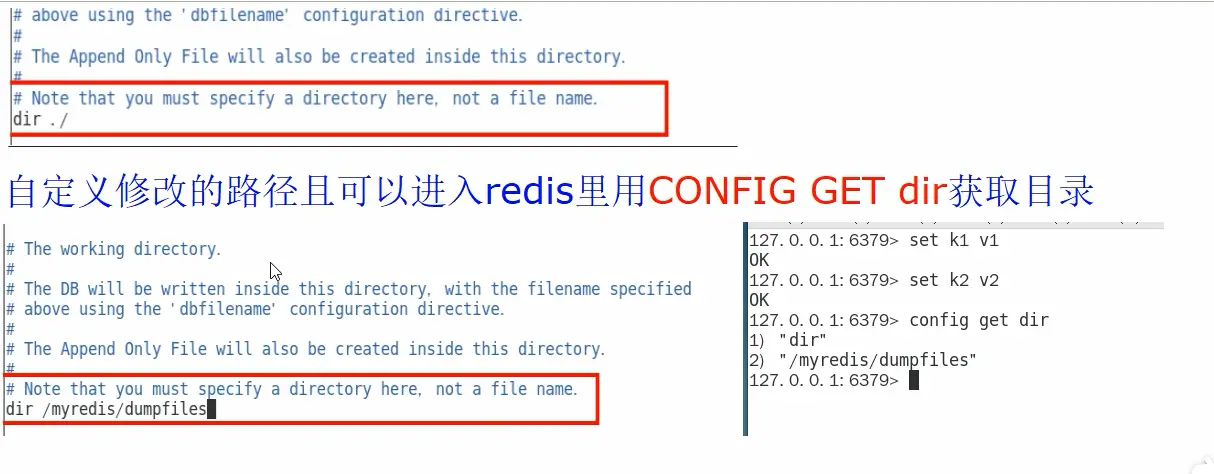 # above using the 'dbfilename' configuration directive.
#
# The Append Only File will also be created inside this directory.
#
# Note that you must specify a directory here, not a file name.
dir ./
自定义修改的路径且可以进入redis里用CONFIG GET dir获取目录
# The working directory.
#
# The DB will be written inside this directory, with the filename specified
# above using the 'dbfilename' configuration directive.
#
# The Append Only File will also be created inside this directory.
#
# Note that you must specify a directory here, not a file name.
dir /myredis/dumpfiles
127.0.0.1:6379> set k1 v1
OK
127.0.0.1:6379> set k2 v2
OK
127.0.0.1:6379> config get dir
1) "dir"
2) "/myredis/dumpfiles"
127.0.0.1:6379>